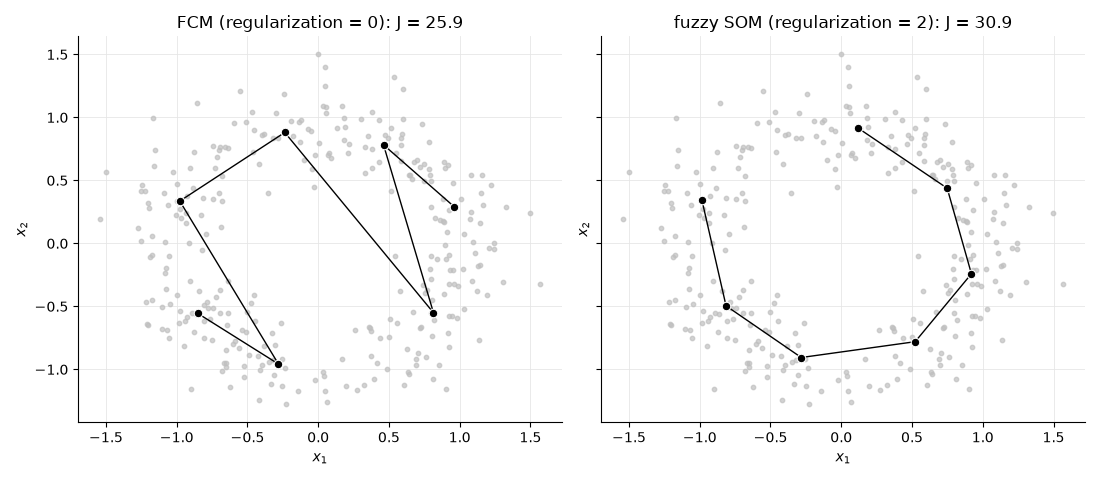 FCM (regularization = 0): J = 25.9
1.5
1.0
0.5
0.0
−0.5
−1.0
x₂
−1.5 −1.0 −0.5 0.0 0.5 1.0 1.5
x₁
fuzzy SOM (regularization = 2): J = 30.9
x₂
−1.5 −1.0 −0.5 0.0 0.5 1.0 1.5
x₁